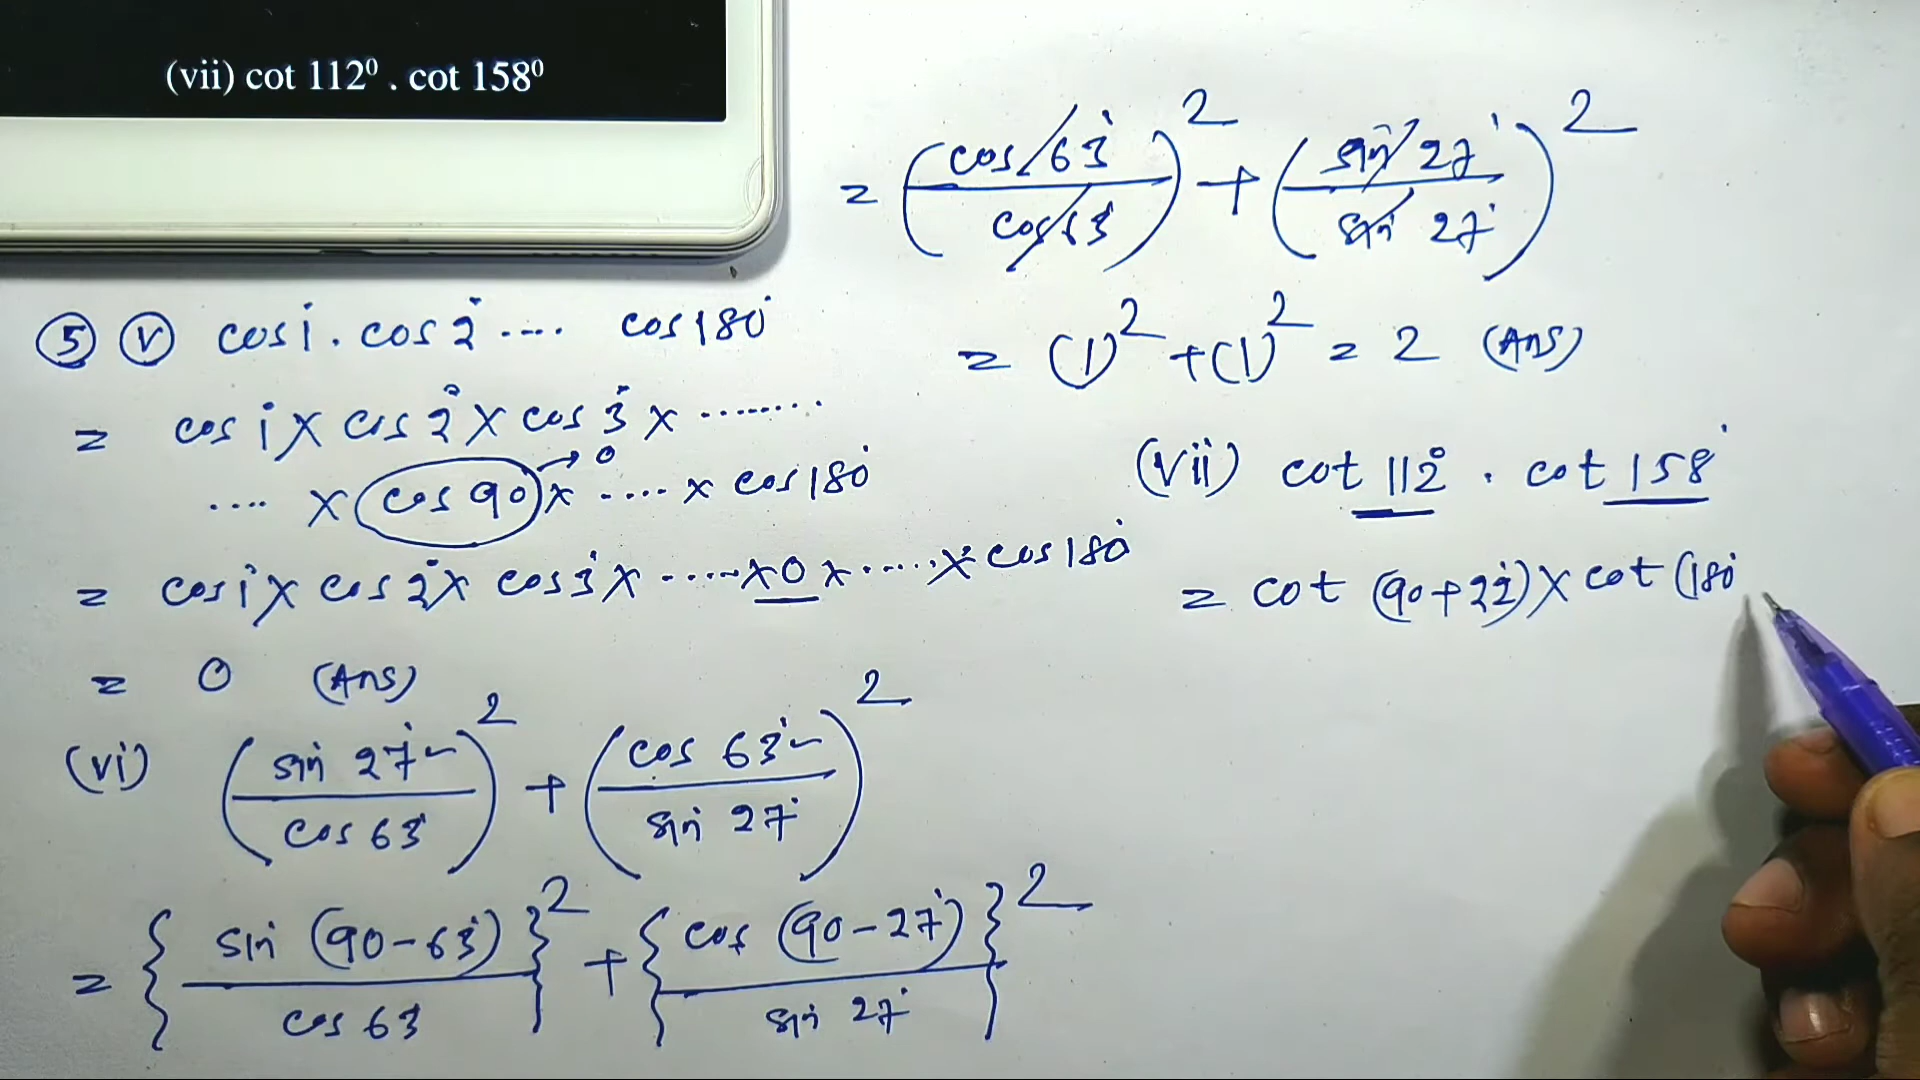 (vii) cot 112⁰ . cot 158⁰
⑤ ⓥ cos 1° . cos 2° .... cos 180°
= cos 1° × cos 2° × cos 3° × ........
.... × cos 90 × .... × cos 180°
→ 0
= cos 1° × cos 2° × cos 3° × ..... × 0 × ..... × cos 180°
= 0 (Ans)
(vi) (sin 27° / cos 63°)² + (cos 63° / sin 27°)²
= {sin (90-63°) / cos 63°}² + {cos (90-27°) / sin 27°}²
= (cos 63° / cos 63°)² + (sin 27° / sin 27°)²
= (1)² + (1)² = 2 (Ans)
(vii) cot 112° . cot 158°
= cot (90+22°) × cot (180°